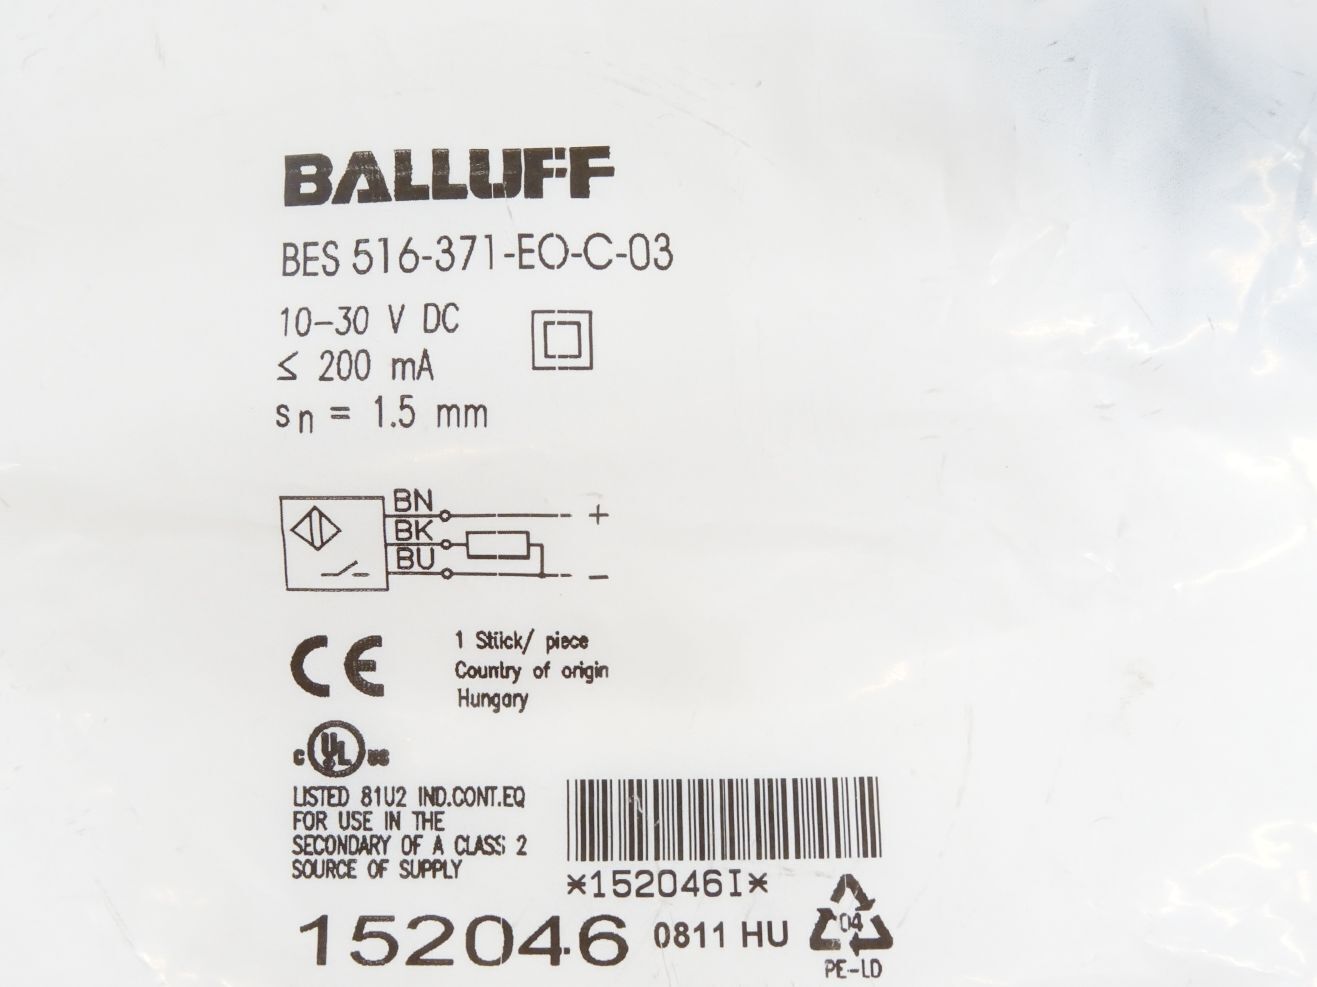 BALLUFF
BES 516-371-EO-C-03
10-30 V DC
≤ 200 mA
sn = 1.5 mm
BN
+
BK
BU
–
CE
1 Stück/ piece
Country of origin
Hungary
c UL us
LISTED 81U2 IND.CONT.EQ
FOR USE IN THE
SECONDARY OF A CLASS 2
SOURCE OF SUPPLY
*152046I*
152046 0811 HU
04
PE-LD